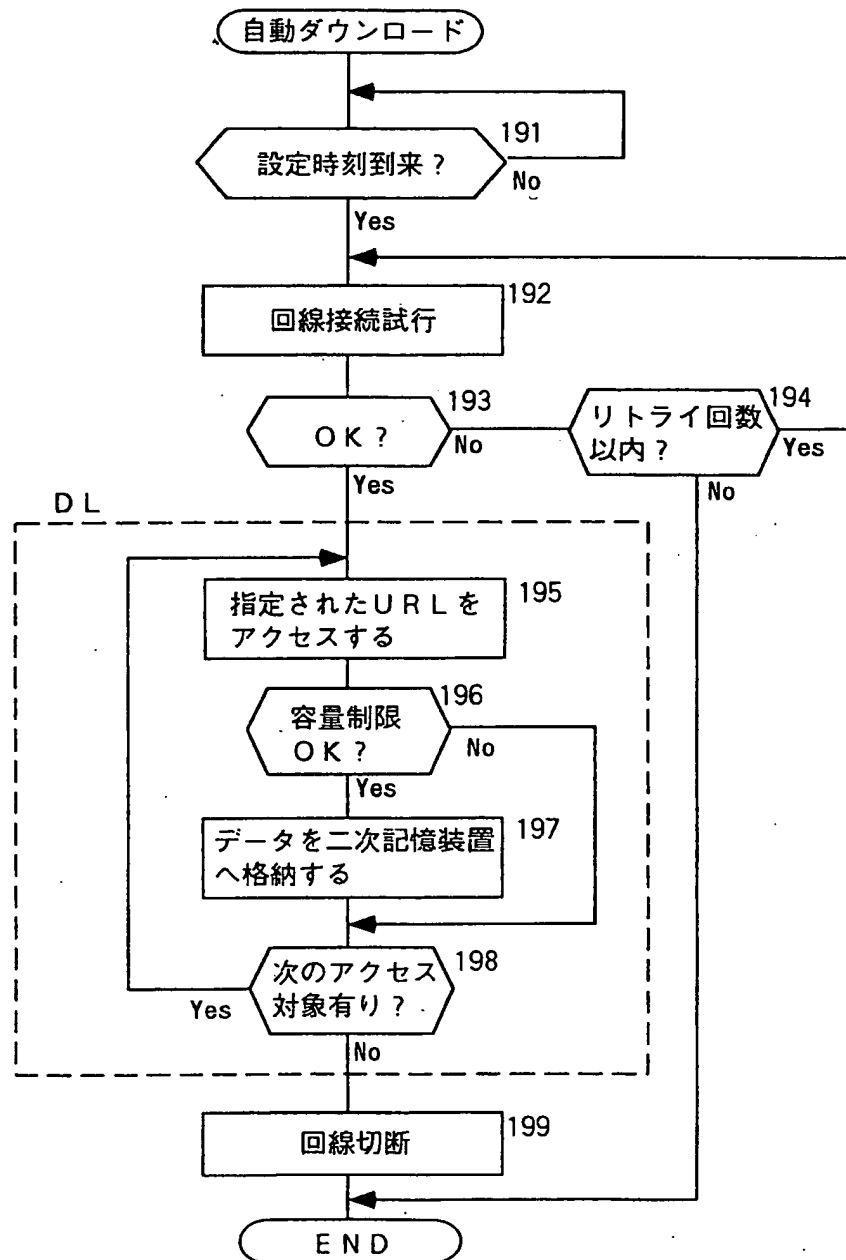 自動ダウンロード
191
設定時刻到来?
No
Yes
192
回線接続試行
193
194
OK?
リトライ回数
以内?
No
Yes
Yes
No
DL
195
指定されたURLを
アクセスする
196
容量制限
OK?
No
Yes
197
データを二次記憶装置
へ格納する
198
次のアクセス
対象有り?
Yes
No
199
回線切断
END